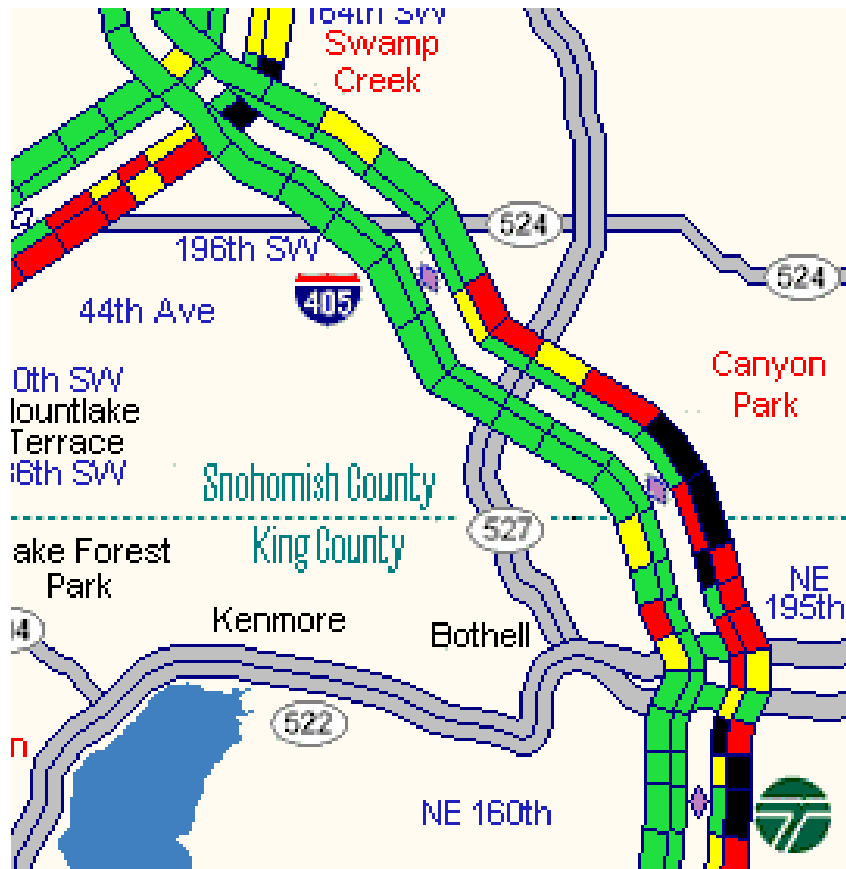 164th SW
Swamp
Creek
524
196th SW
524
405
44th Ave
0th SW
Canyon
Park
lountlake
Terrace
6th SW
Snohomish County
527
King County
ake Forest
Park
NE
195th
Kenmore
Bothell
522
n
NE 160th